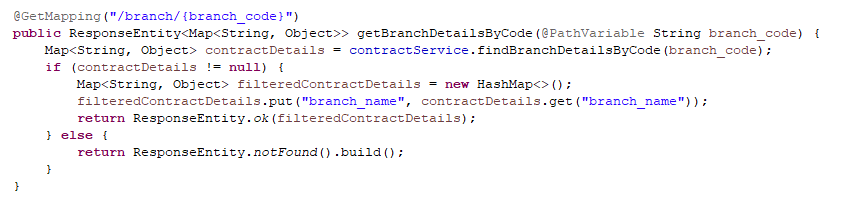 @GetMapping("/branch/{branch_code}")
public ResponseEntity<Map<String, Object>> getBranchDetailsByCode(@PathVariable String branch_code) {
    Map<String, Object> contractDetails = contractService.findBranchDetailsByCode(branch_code);
    if (contractDetails != null) {
        Map<String, Object> filteredContractDetails = new HashMap<>();
        filteredContractDetails.put("branch_name", contractDetails.get("branch_name"));
        return ResponseEntity.ok(filteredContractDetails);
    } else {
        return ResponseEntity.notFound().build();
    }
}